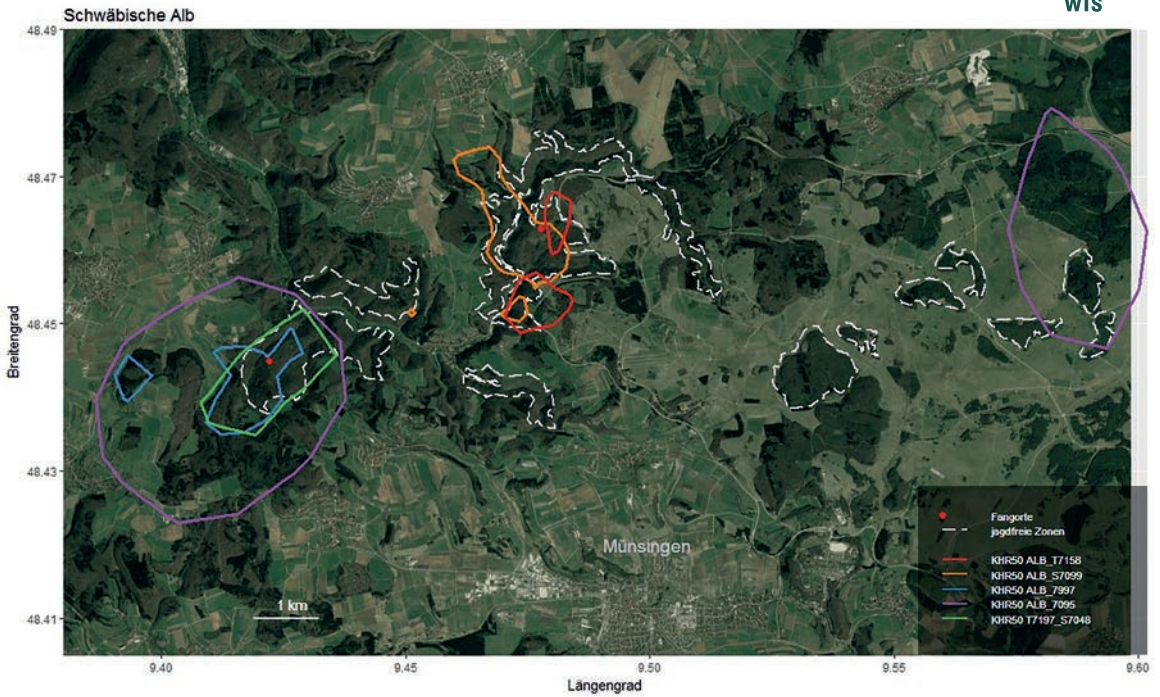 wis
Schwäbische Alb
48.49
48.47
48.45
48.43
48.41
Breitengrad
Münsingen
1 km
Fangorte
jagdfreie Zonen
KHR50 ALB_T7158
KHR50 ALB_S7099
KHR50 ALB_7997
KHR50 ALB_7095
KHR50 T7197_S7048
9.40
9.45
9.50
9.55
9.60
Längengrad